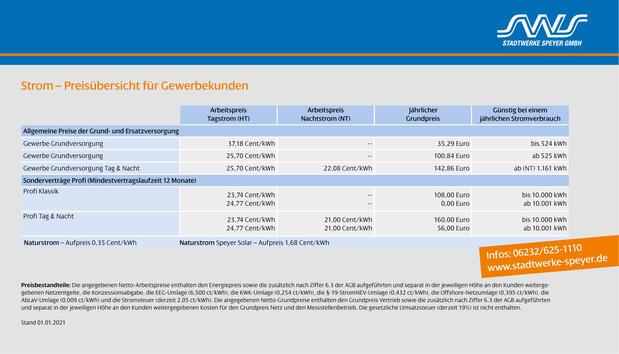 SWS
STADTWERKE SPEYER GMBH
Strom – Preisübersicht für Gewerbekunden
Arbeitspreis Tagstrom (HT) Arbeitspreis Nachtstrom (NT) Jährlicher Grundpreis Günstig bei einem jährlichen Stromverbrauch
Allgemeine Preise der Grund- und Ersatzversorgung
Gewerbe Grundversorgung 37,18 Cent/kWh -- 35,29 Euro bis 524 kWh
Gewerbe Grundversorgung 25,70 Cent/kWh -- 100,84 Euro ab 525 kWh
Gewerbe Grundversorgung Tag & Nacht 25,70 Cent/kWh 22,08 Cent/kWh 142,86 Euro ab (NT) 1.161 kWh
Sonderverträge Profi (Mindestvertragslaufzeit 12 Monate)
Profi Klassik 23,74 Cent/kWh -- 108,00 Euro bis 10.000 kWh
24,77 Cent/kWh -- 0,00 Euro ab 10.001 kWh
Profi Tag & Nacht 23,74 Cent/kWh 21,00 Cent/kWh 160,00 Euro bis 10.000 kWh
24,77 Cent/kWh 21,00 Cent/kWh 56,00 Euro ab 10.001 kWh
Naturstrom – Aufpreis 0,35 Cent/kWh Naturstrom Speyer Solar – Aufpreis 1,68 Cent/kWh
Infos: 06232/625-1110
www.stadtwerke-speyer.de
Preisbestandteile: Die angegebenen Netto-Arbeitspreise enthalten den Energiepreis sowie die zusätzlich nach Ziffer 6.3 der AGB aufgeführten und separat in der jeweiligen Höhe an den Kunden weiterge-
gebenen Netzentgelte, die Konzessionsabgabe, die EEG-Umlage (6,500 ct/kWh), die KWK-Umlage (0,254 ct/kWh), die §-19-StromNEV-Umlage (0,432 ct/kWh), die Offshore-Netzumlage (0,395 ct/kWh), die
AbLaV-Umlage (0,009 ct/kWh) und die Stromsteuer (derzeit 2,05 ct/kWh). Die angegebenen Netto-Grundpreise enthalten den Grundpreis Vertrieb sowie die zusätzlich nach Ziffer 6.3 der AGB aufgeführten
und separat in der jeweiligen Höhe an den Kunden weitergegebenen Kosten für den Grundpreis Netz und den Messstellenbetrieb. Die gesetzliche Umsatzsteuer (derzeit 19%) ist nicht enthalten.
Stand 01.01.2021